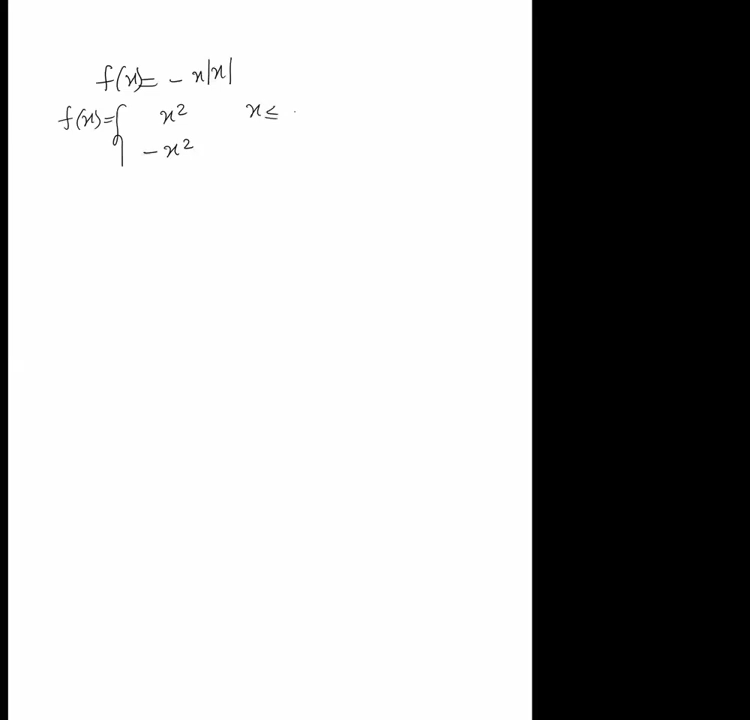 f(x)= - x|x|
f(x)={ x² x ≤
- x²